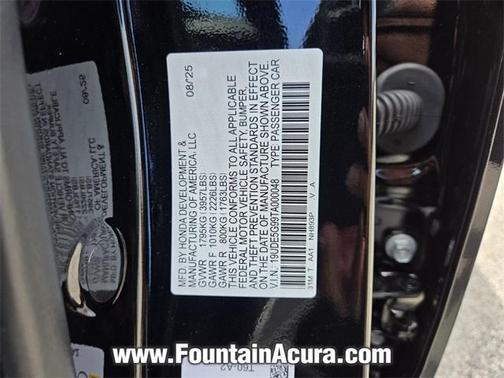 MFD. BY HONDA DEVELOPMENT & 08/25
MANUFACTURING OF AMERICA, LLC
GVWR 1795KG (3957LBS)
GAWR F 1010KG (2226LBS)
GAWR R 800KG (1763LBS)
THIS VEHICLE CONFORMS TO ALL APPLICABLE
FEDERAL MOTOR VEHICLE SAFETY, BUMPER,
AND THEFT PREVENTION STANDARDS IN EFFECT
ON THE DATE OF MANUFACTURE SHOWN ABOVE.
V.I.N.: 19UDE5G99TA000048 TYPE: PASSENGER CAR
31M T AA1 NH893P V A
T60-A2
www.FountainAcura.com